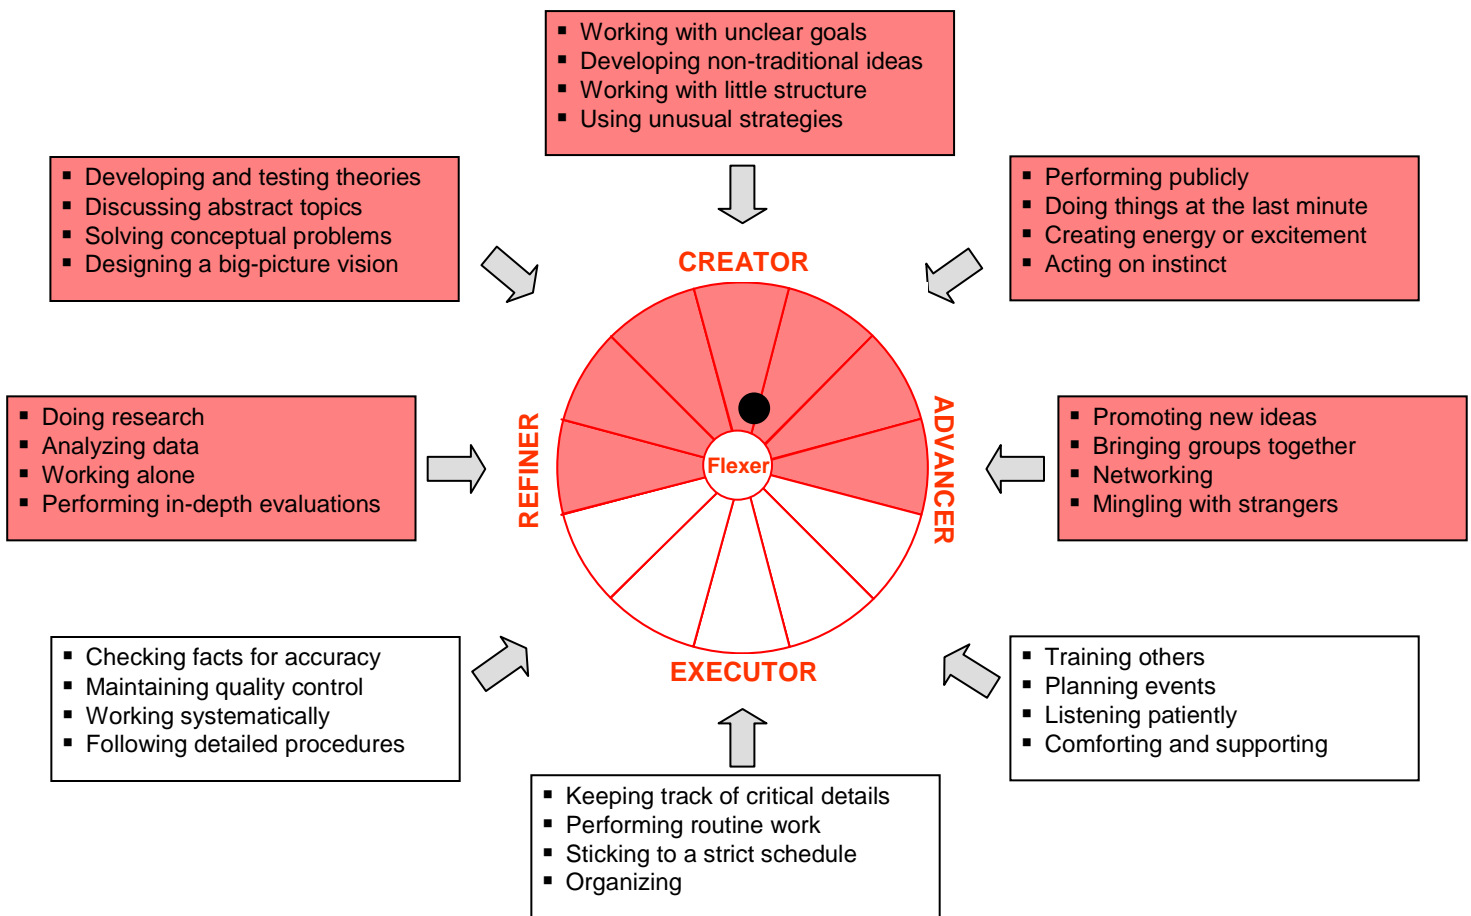 ▪ Working with unclear goals
▪ Developing non-traditional ideas
▪ Working with little structure
▪ Using unusual strategies
▪ Developing and testing theories
▪ Discussing abstract topics
▪ Solving conceptual problems
▪ Designing a big-picture vision
▪ Performing publicly
▪ Doing things at the last minute
▪ Creating energy or excitement
▪ Acting on instinct
CREATOR
▪ Doing research
▪ Analyzing data
▪ Working alone
▪ Performing in-depth evaluations
REFINER
Flexer
ADVANCER
▪ Promoting new ideas
▪ Bringing groups together
▪ Networking
▪ Mingling with strangers
▪ Checking facts for accuracy
▪ Maintaining quality control
▪ Working systematically
▪ Following detailed procedures
EXECUTOR
▪ Training others
▪ Planning events
▪ Listening patiently
▪ Comforting and supporting
▪ Keeping track of critical details
▪ Performing routine work
▪ Sticking to a strict schedule
▪ Organizing